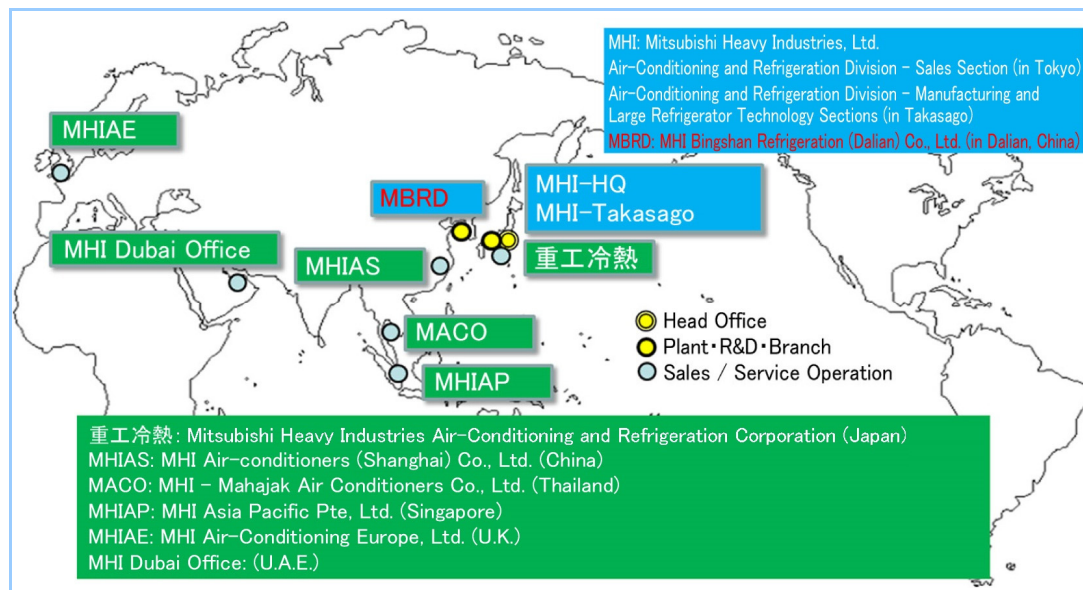 MHI: Mitsubishi Heavy Industries, Ltd.
Air-Conditioning and Refrigeration Division - Sales Section (in Tokyo)
Air-Conditioning and Refrigeration Division - Manufacturing and
Large Refrigerator Technology Sections (in Takasago)
MBRD: MHI Bingshan Refrigeration (Dalian) Co., Ltd. (in Dalian, China)
MHIAE
MBRD
MHI-HQ
MHI-Takasago
MHI Dubai Office
MHIAS
重工冷熱
MACO
MHIAP
Head Office
Plant・R&D・Branch
Sales / Service Operation
重工冷熱: Mitsubishi Heavy Industries Air-Conditioning and Refrigeration Corporation (Japan)
MHIAS: MHI Air-conditioners (Shanghai) Co., Ltd. (China)
MACO: MHI - Mahajak Air Conditioners Co., Ltd. (Thailand)
MHIAP: MHI Asia Pacific Pte, Ltd. (Singapore)
MHIAE: MHI Air-Conditioning Europe, Ltd. (U.K.)
MHI Dubai Office: (U.A.E.)